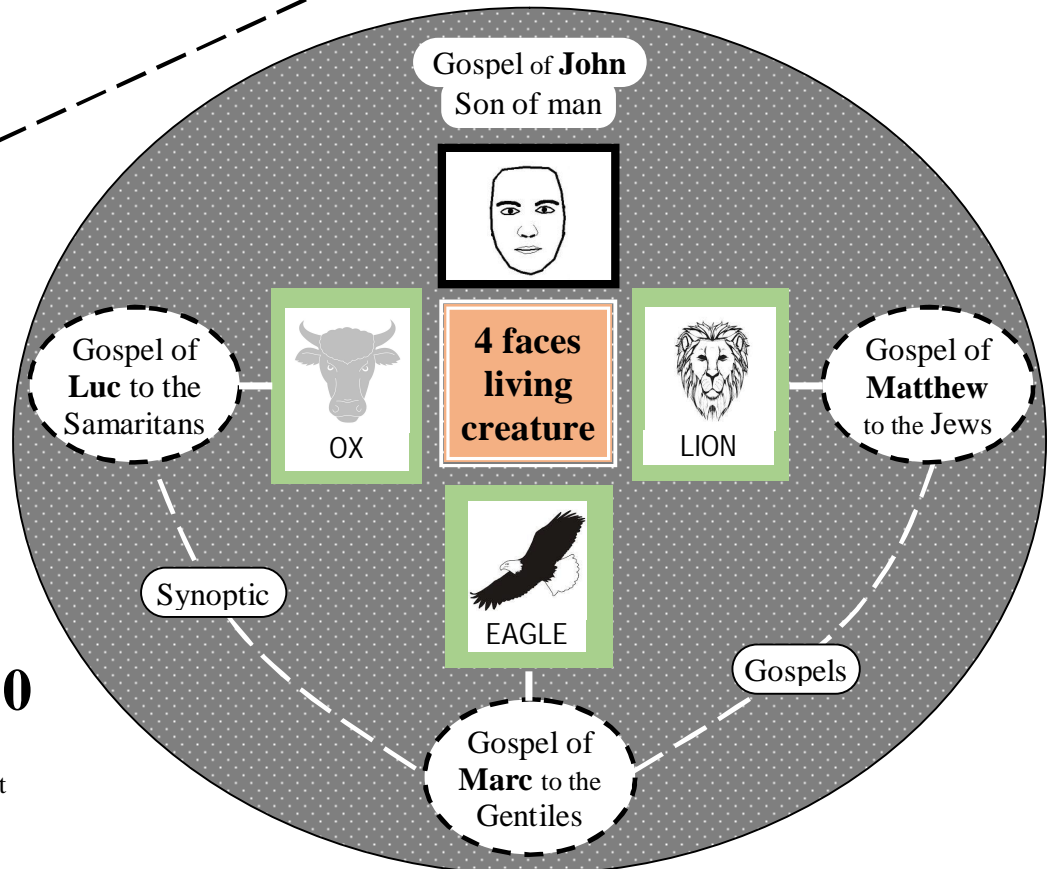 Gospel of John
Son of man
4 faces
living
creature
Gospel of
Luc to the
Samaritans
OX
LION
Gospel of
Matthew
to the Jews
EAGLE
Synoptic
Gospels
Gospel of
Marc to the
Gentiles
0
t